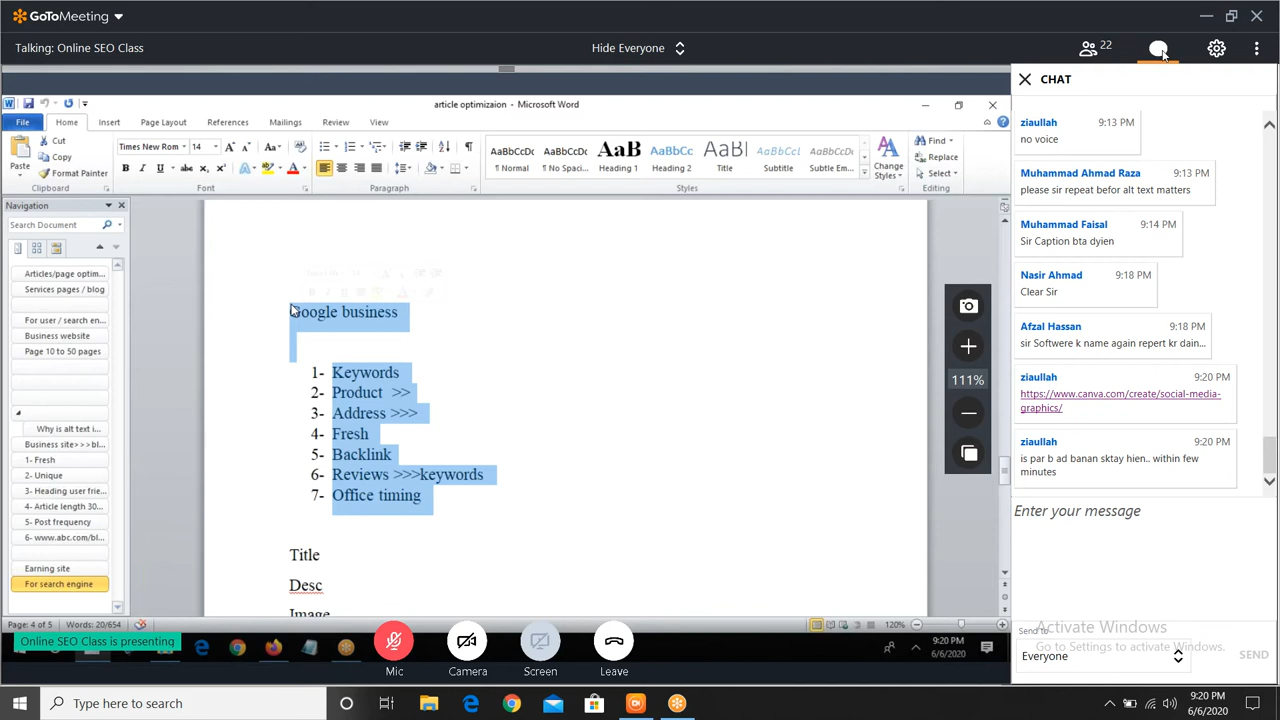 GoToMeeting
Talking: Online SEO Class
Hide Everyone
22
article optimizaion - Microsoft Word
File
Home
Insert
Page Layout
References
Mailings
Review
View
Paste
Cut
Copy
Format Painter
Clipboard
Times New Rom
14
Font
Paragraph
AaBbCcDc
AaBbCcDc
AaB
AaBbCc
AaBl
AaBbCcI
AaBbCcDc
¶ Normal
¶ No Spaci...
Heading 1
Heading 2
Title
Subtitle
Subtle Em...
Change
Styles
Styles
Find
Replace
Select
Editing
Navigation
Search Document
Articles/page optim...
Services pages / blog
For user / search en...
Business website
Page 10 to 50 pages
Why is alt text i...
Business site>>>bl...
1- Fresh
2- Unique
3- Heading user frie...
4- Article length 30...
5- Post frequency
6- www.abc.com/bl...
Earning site
For search engine
Google business
1- Keywords
2- Product >>
3- Address >>>
4- Fresh
5- Backlink
6- Reviews >>>keywords
7- Office timing
Title
Desc
Image
111%
Page: 4 of 5
Words: 20/654
120%
Online SEO Class is presenting
9:20 PM
6/6/2020
Mic
Camera
Screen
Leave
CHAT
ziaullah 9:13 PM
no voice
Muhammad Ahmad Raza 9:13 PM
please sir repeat befor alt text matters
Muhammad Faisal 9:14 PM
Sir Caption bta dyien
Nasir Ahmad 9:18 PM
Clear Sir
Afzal Hassan 9:18 PM
sir Softwere k name again repert kr dain...
ziaullah 9:20 PM
https://www.canva.com/create/social-media-
graphics/
ziaullah 9:20 PM
is par b ad banan sktay hien.. within few
minutes
Enter your message
Send to
Activate Windows
Go to Settings to activate Windows.
Everyone
SEND
Type here to search
9:20 PM
6/6/2020